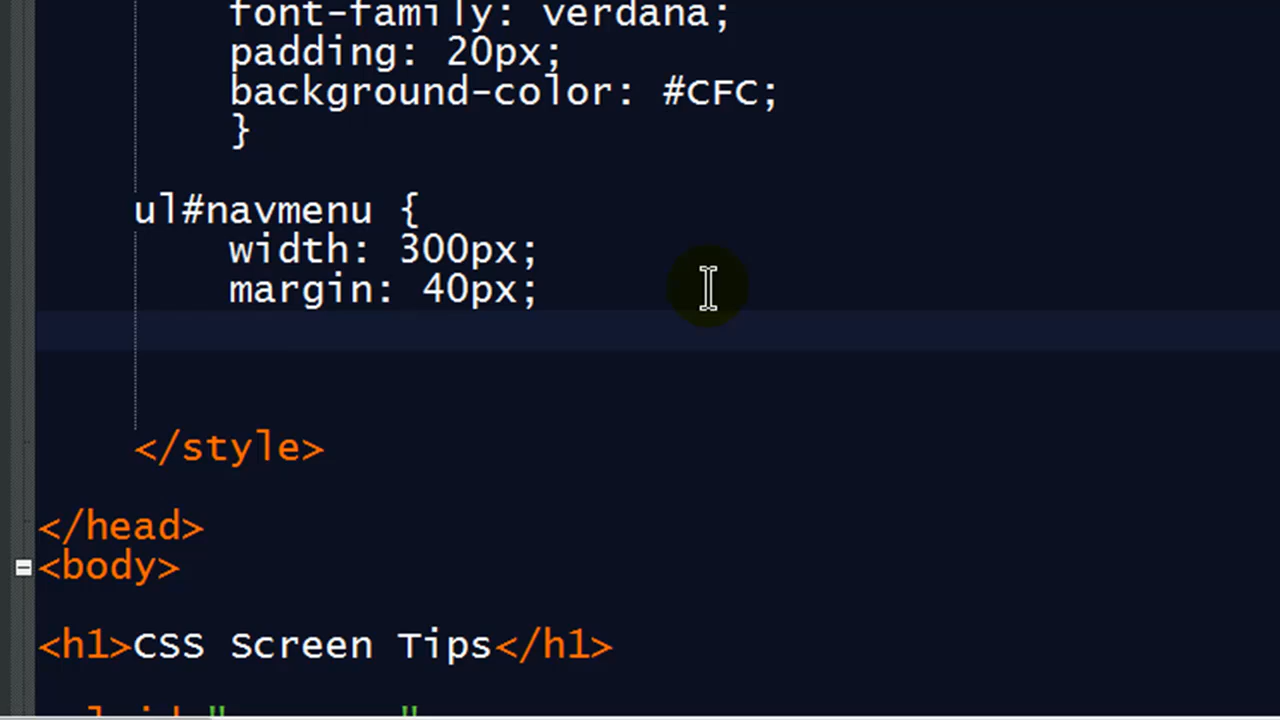 font-family: verdana;
padding: 20px;
background-color: #CFC;
}
ul#navmenu {
width: 300px;
margin: 40px;
</style>
</head>
<body>
<h1>CSS Screen Tips</h1>